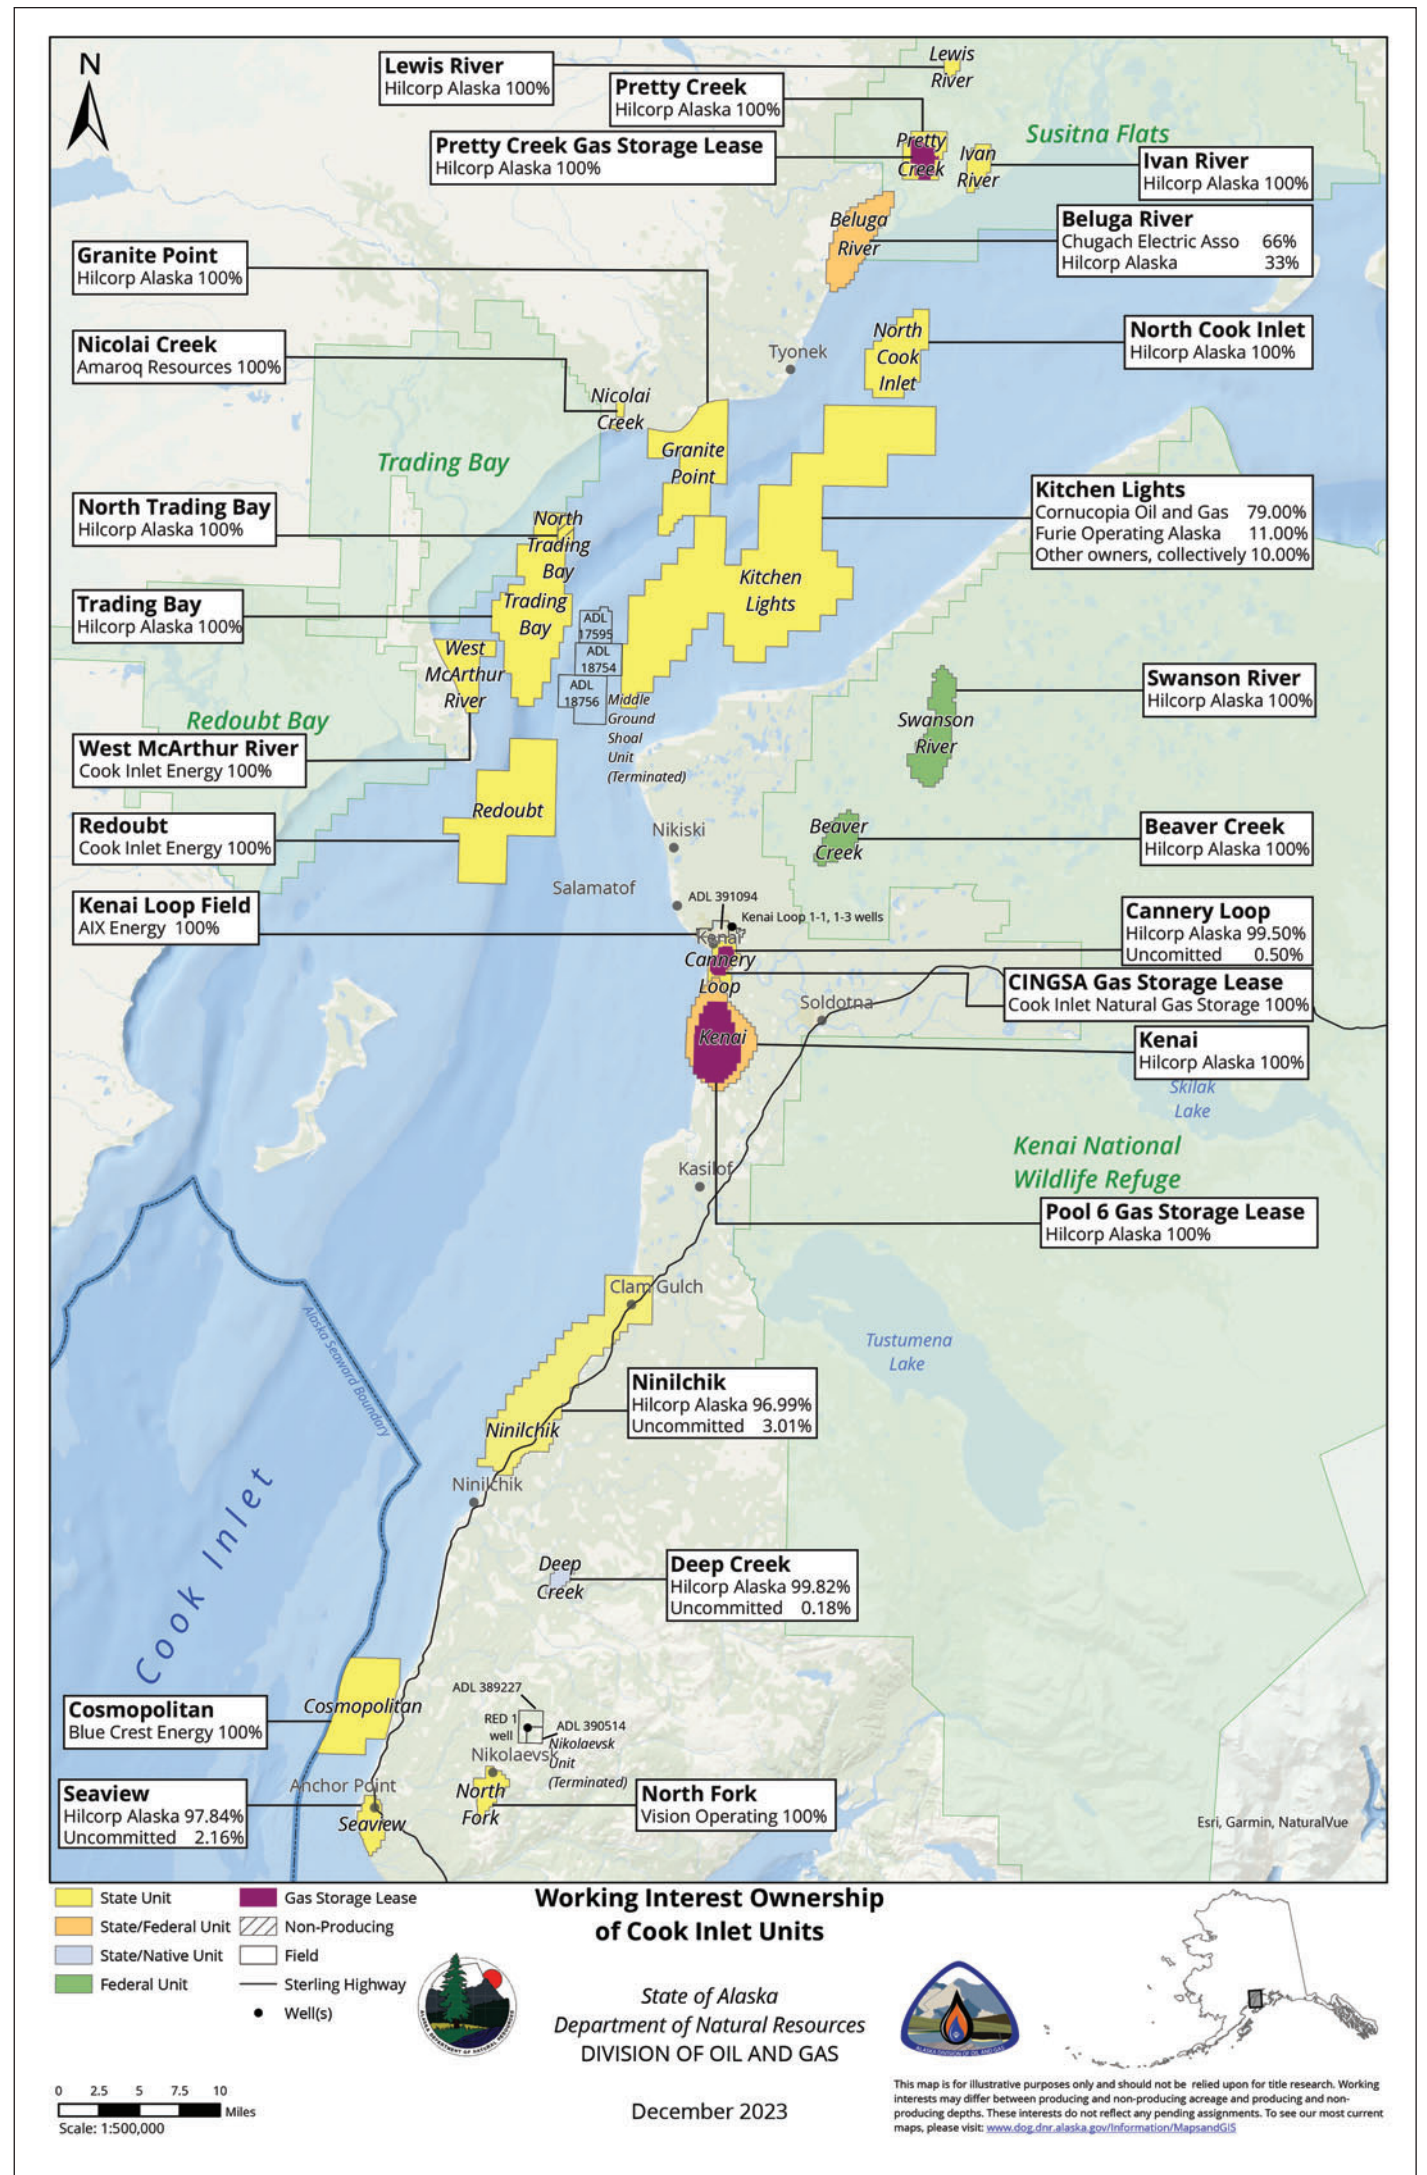 N
Lewis River
Hilcorp Alaska 100%
Pretty Creek
Hilcorp Alaska 100%
Pretty Creek Gas Storage Lease
Hilcorp Alaska 100%
Lewis
River
Pretty
Creek
Ivan
River
Susitna Flats
Ivan River
Hilcorp Alaska 100%
Beluga
River
Beluga River
Chugach Electric Asso 66%
Hilcorp Alaska 33%
Granite Point
Hilcorp Alaska 100%
North
Cook
Inlet
North Cook Inlet
Hilcorp Alaska 100%
Nicolai Creek
Amaroq Resources 100%
Tyonek
Nicolai
Creek
Granite
Point
Trading Bay
Kitchen Lights
Cornucopia Oil and Gas 79.00%
Furie Operating Alaska 11.00%
Other owners, collectively 10.00%
North Trading Bay
Hilcorp Alaska 100%
North
Trading
Bay
Kitchen
Lights
Trading Bay
Hilcorp Alaska 100%
Trading
Bay
ADL
17595
ADL
18754
ADL
18756
Middle
Ground
Shoal
Unit
(Terminated)
West
McArthur
River
Swanson
River
Swanson River
Hilcorp Alaska 100%
Redoubt Bay
West McArthur River
Cook Inlet Energy 100%
Redoubt
Redoubt
Cook Inlet Energy 100%
Nikiski
Beaver
Creek
Beaver Creek
Hilcorp Alaska 100%
Salamatof
ADL 391094
Kenai Loop 1-1, 1-3 wells
Kenai Loop Field
AIX Energy 100%
Kenai
Cannery
Loop
Cannery Loop
Hilcorp Alaska 99.50%
Uncomitted 0.50%
CINGSA Gas Storage Lease
Cook Inlet Natural Gas Storage 100%
Soldotna
Kenai
Kenai
Hilcorp Alaska 100%
Skilak
Lake
Kenai National
Wildlife Refuge
Kasilof
Pool 6 Gas Storage Lease
Hilcorp Alaska 100%
Clam Gulch
Alaska Seaward Boundary
Tustumena
Lake
Ninilchik
Hilcorp Alaska 96.99%
Uncommitted 3.01%
Ninilchik
Ninilchik
Cook Inlet
Deep
Creek
Deep Creek
Hilcorp Alaska 99.82%
Uncommitted 0.18%
Cosmopolitan
Blue Crest Energy 100%
Cosmopolitan
ADL 389227
RED 1
well
ADL 390514
Nikolaevsk
Unit
(Terminated)
Nikolaevsk
Anchor Point
Seaview
Hilcorp Alaska 97.84%
Uncommitted 2.16%
Seaview
North
Fork
North Fork
Vision Operating 100%
Esri, Garmin, NaturalVue
State Unit
State/Federal Unit
State/Native Unit
Federal Unit
Gas Storage Lease
Non-Producing
Field
Sterling Highway
Well(s)
Working Interest Ownership
of Cook Inlet Units
State of Alaska
Department of Natural Resources
DIVISION OF OIL AND GAS
December 2023
ALASKA DEPARTMENT OF NATURAL RESOURCES
ALASKA DIVISION OF OIL AND GAS
0 2.5 5 7.5 10
Miles
Scale: 1:500,000
This map is for illustrative purposes only and should not be relied upon for title research. Working
interests may differ between producing and non-producing acreage and producing and non-
producing depths. These interests do not reflect any pending assignments. To see our most current
maps, please visit: www.dog.dnr.alaska.gov/Information/MapsandGIS